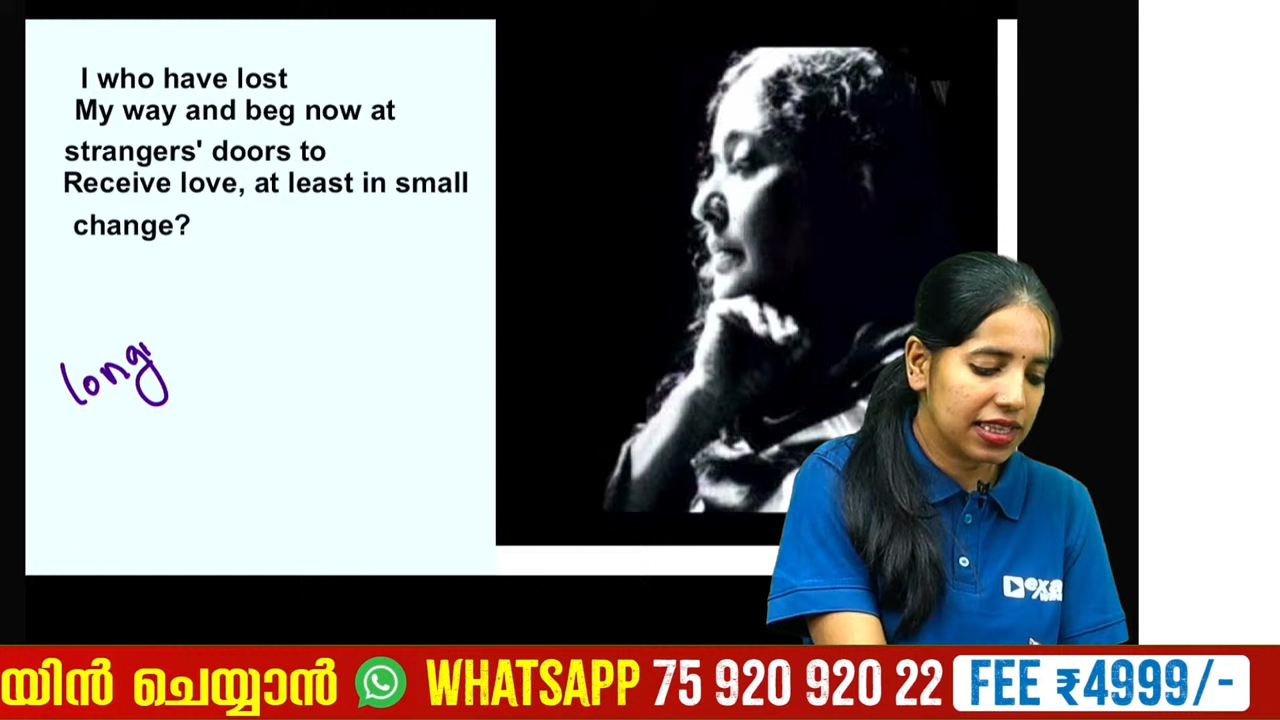 I who have lost
My way and beg now at
strangers' doors to
Receive love, at least in small
change?
long
യിൻ ചെയ്യാൻ WHATSAPP 75 920 920 22 FEE ₹4999/-